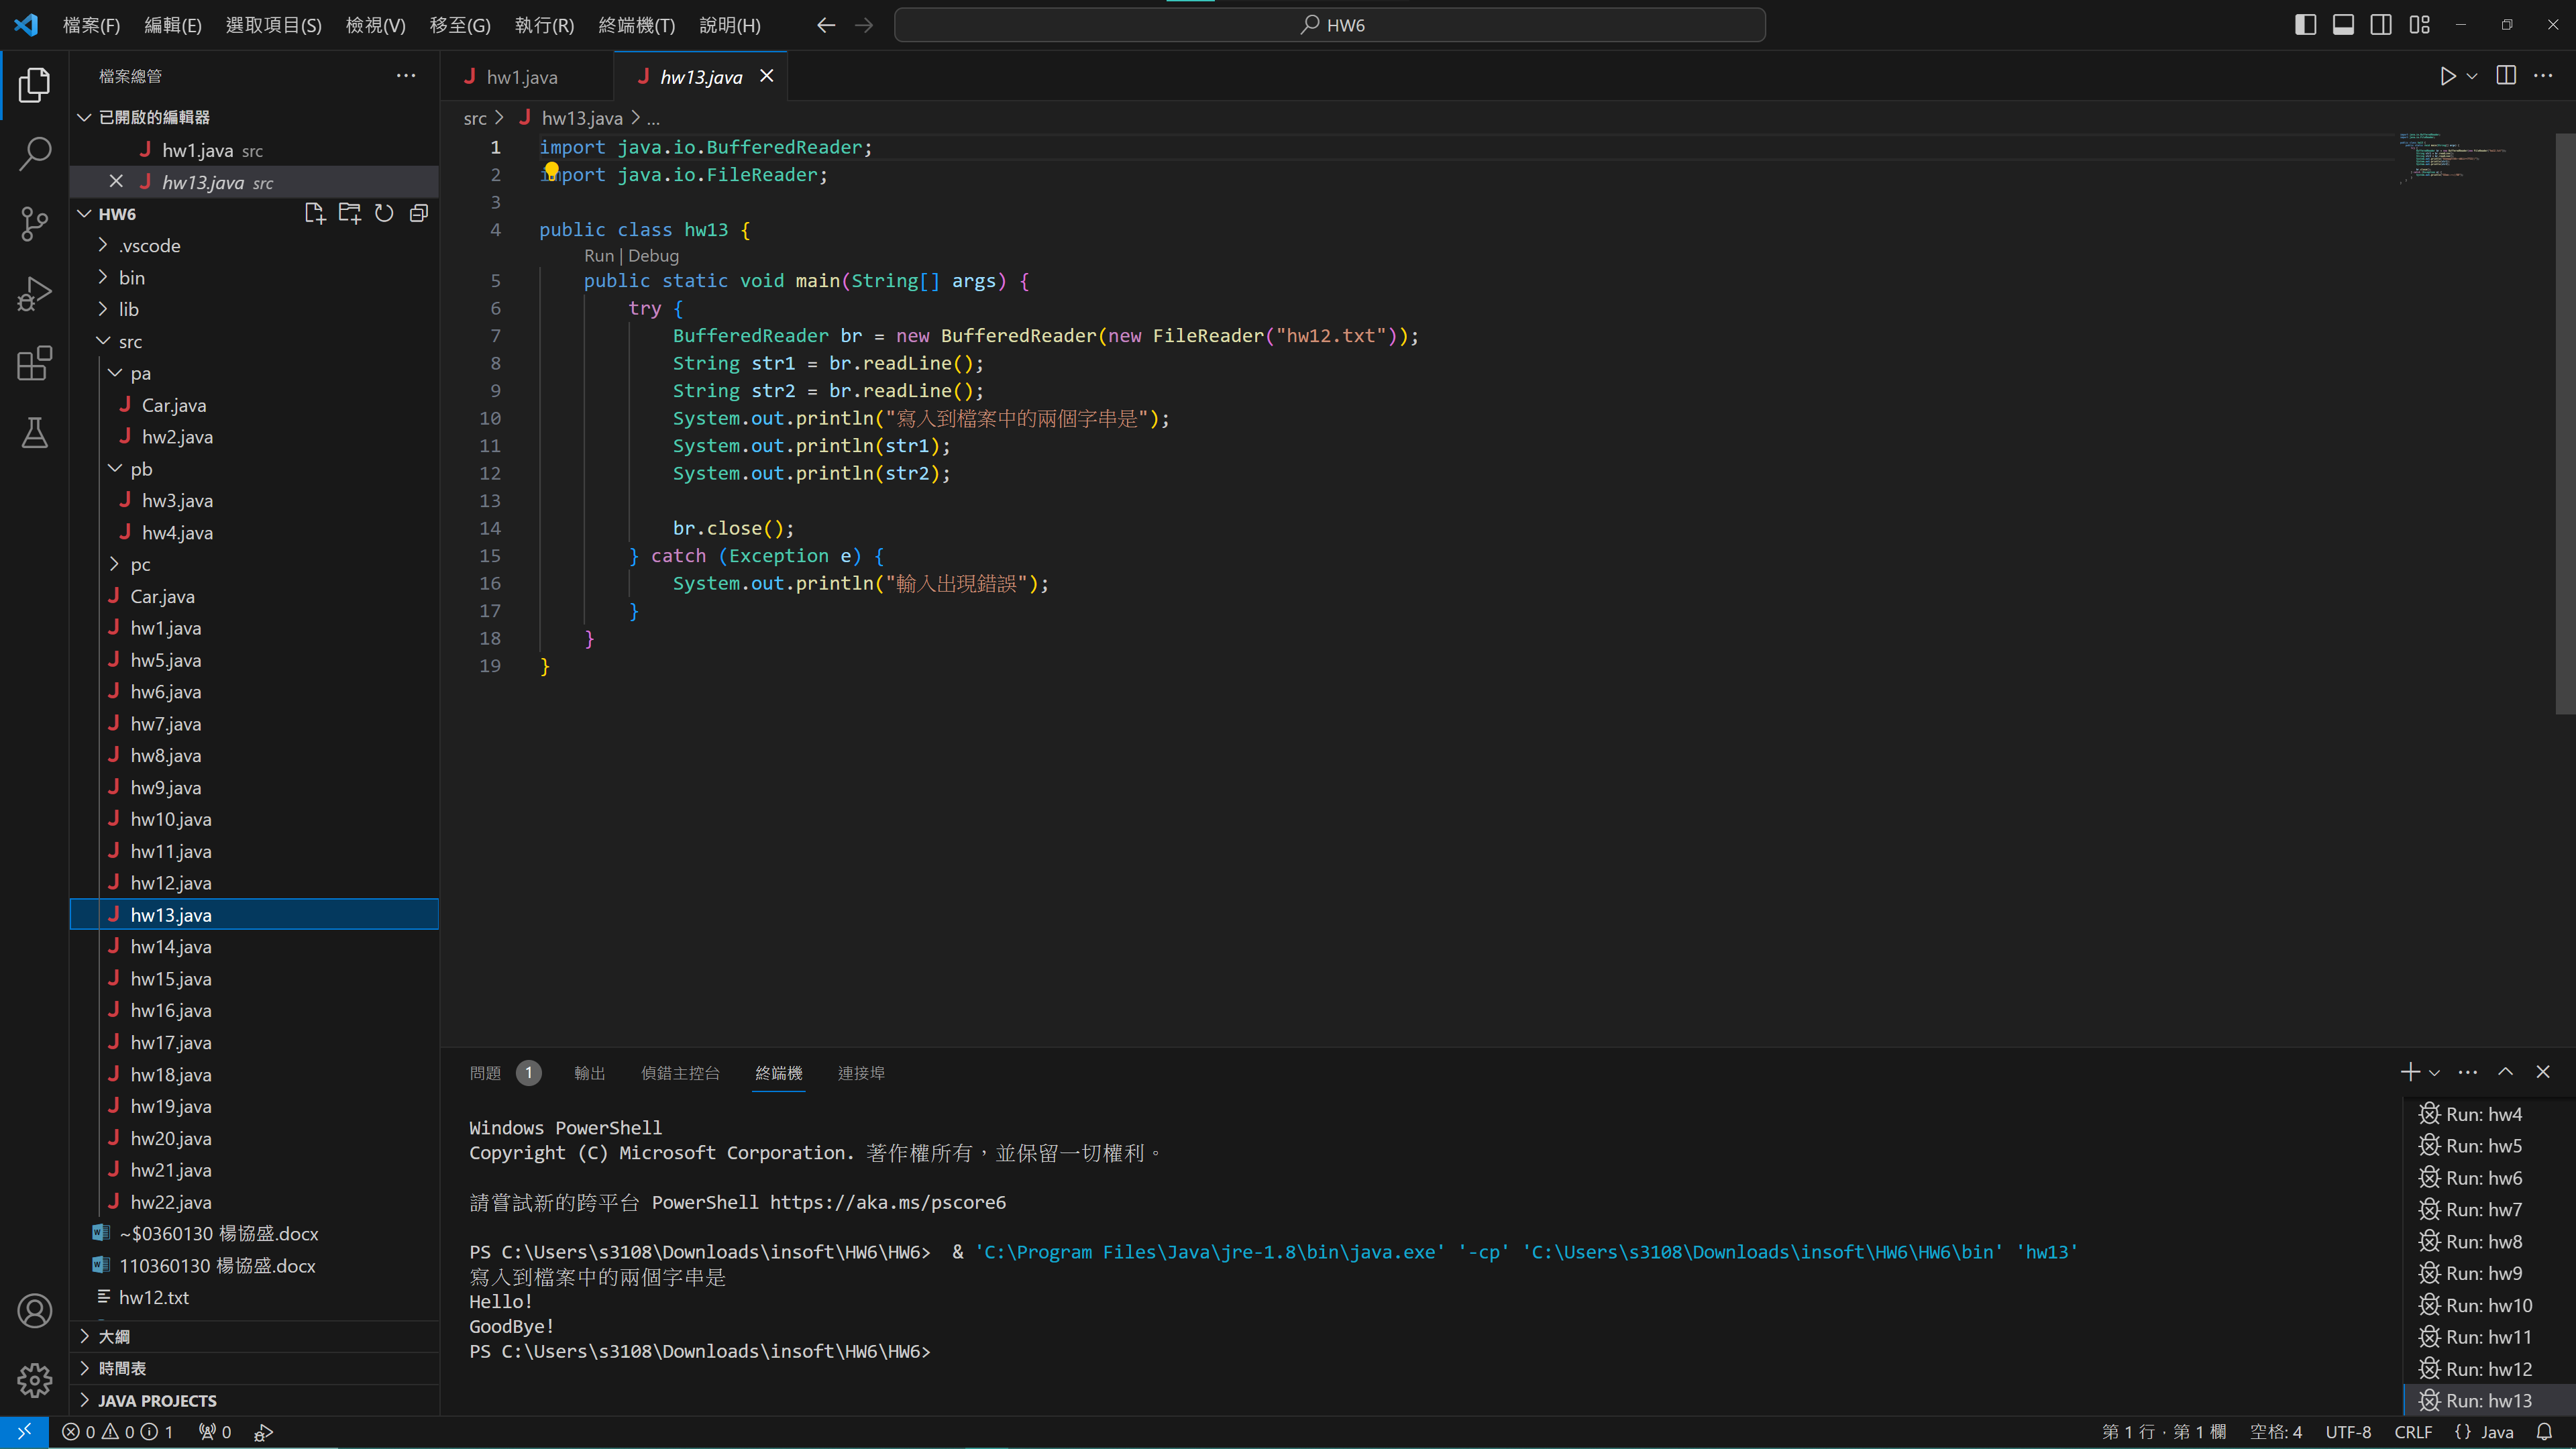 檔案(F) 編輯(E) 選取項目(S) 檢視(V) 移至(G) 執行(R) 終端機(T) 說明(H) HW6
檔案總管
已開啟的編輯器
hw1.java src
hw13.java src
HW6
.vscode
bin
lib
src
pa
Car.java
hw2.java
pb
hw3.java
hw4.java
pc
Car.java
hw1.java
hw5.java
hw6.java
hw7.java
hw8.java
hw9.java
hw10.java
hw11.java
hw12.java
hw13.java
hw14.java
hw15.java
hw16.java
hw17.java
hw18.java
hw19.java
hw20.java
hw21.java
hw22.java
~$0360130 楊協盛.docx
110360130 楊協盛.docx
hw12.txt
大綱
時間表
JAVA PROJECTS
hw1.java hw13.java
src > hw13.java > ...
1 import java.io.BufferedReader;
2 import java.io.FileReader;
3
4 public class hw13 {
Run | Debug
5 public static void main(String[] args) {
6 try {
7 BufferedReader br = new BufferedReader(new FileReader("hw12.txt"));
8 String str1 = br.readLine();
9 String str2 = br.readLine();
10 System.out.println("寫入到檔案中的兩個字串是");
11 System.out.println(str1);
12 System.out.println(str2);
13
14 br.close();
15 } catch (Exception e) {
16 System.out.println("輸入出現錯誤");
17 }
18 }
19 }
問題 1 輸出 偵錯主控台 終端機 連接埠
Windows PowerShell
Copyright (C) Microsoft Corporation. 著作權所有，並保留一切權利。
請嘗試新的跨平台 PowerShell https://aka.ms/pscore6
PS C:\Users\s3108\Downloads\insoft\HW6\HW6>  & 'C:\Program Files\Java\jre-1.8\bin\java.exe' '-cp' 'C:\Users\s3108\Downloads\insoft\HW6\HW6\bin' 'hw13'
寫入到檔案中的兩個字串是
Hello!
GoodBye!
PS C:\Users\s3108\Downloads\insoft\HW6\HW6>
Run: hw4
Run: hw5
Run: hw6
Run: hw7
Run: hw8
Run: hw9
Run: hw10
Run: hw11
Run: hw12
Run: hw13
0 0 1 0 第 1 行，第 1 欄 空格: 4 UTF-8 CRLF {} Java